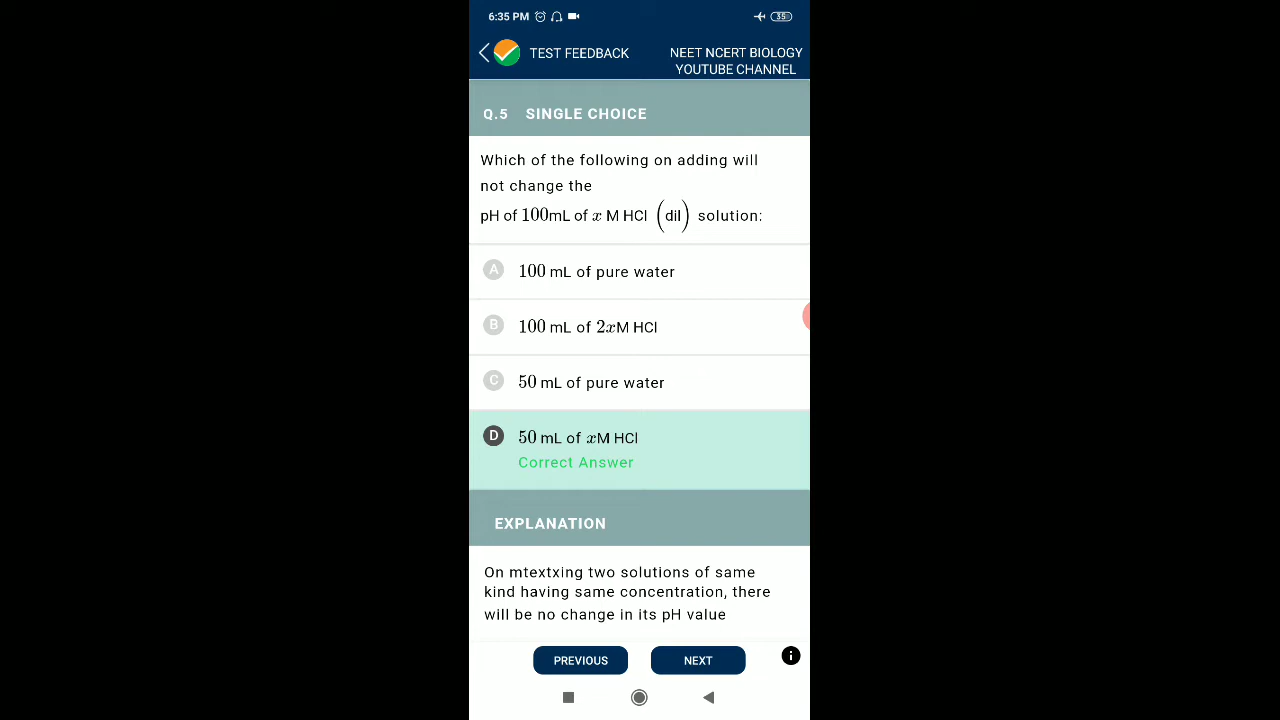 6:35 PM
35
TEST FEEDBACK
NEET NCERT BIOLOGY
YOUTUBE CHANNEL
Q.5 SINGLE CHOICE
Which of the following on adding will
not change the
pH of 100mL of x M HCl (dil) solution:
A 100 mL of pure water
B 100 mL of 2xM HCl
C 50 mL of pure water
D 50 mL of xM HCl
Correct Answer
EXPLANATION
On mtextxing two solutions of same
kind having same concentration, there
will be no change in its pH value
PREVIOUS NEXT